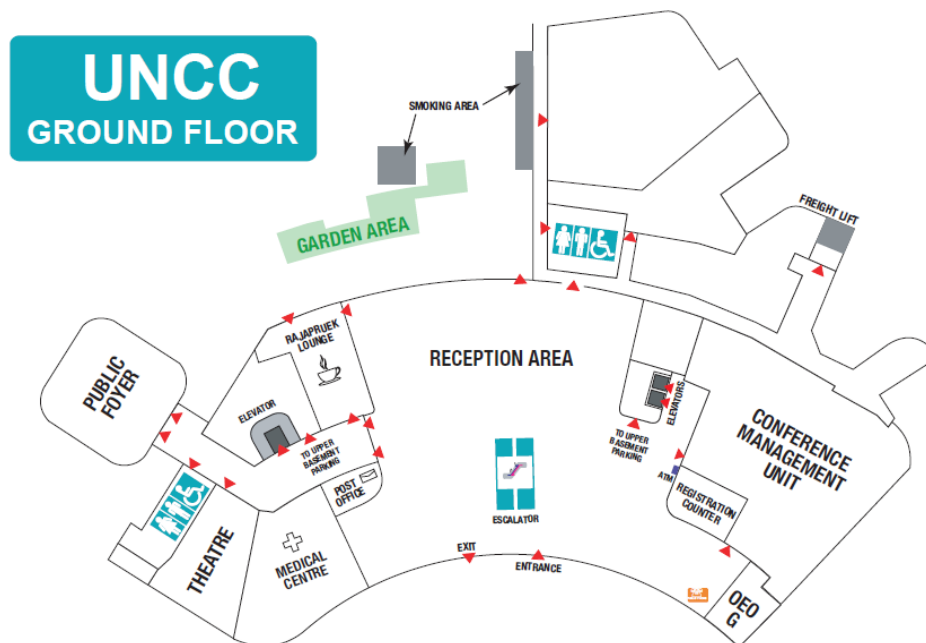 UNCC
GROUND FLOOR
SMOKING AREA
GARDEN AREA
FREIGHT LIFT
RAJAPRUEK
LOUNGE
RECEPTION AREA
PUBLIC
FOYER
ELEVATOR
ELEVATORS
TO UPPER
BASEMENT
PARKING
TO UPPER
BASEMENT
PARKING
CONFERENCE
MANAGEMENT
UNIT
ATM
REGISTRATION
COUNTER
POST
OFFICE
ESCALATOR
THEATRE
MEDICAL
CENTRE
EXIT
ENTRANCE
OEO
G